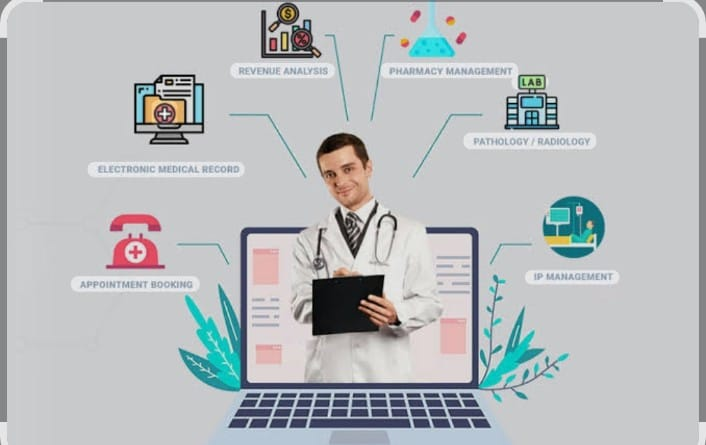 REVENUE ANALYSIS
PHARMACY MANAGEMENT
LAB
ELECTRONIC MEDICAL RECORD
PATHOLOGY / RADIOLOGY
APPOINTMENT BOOKING
IP MANAGEMENT